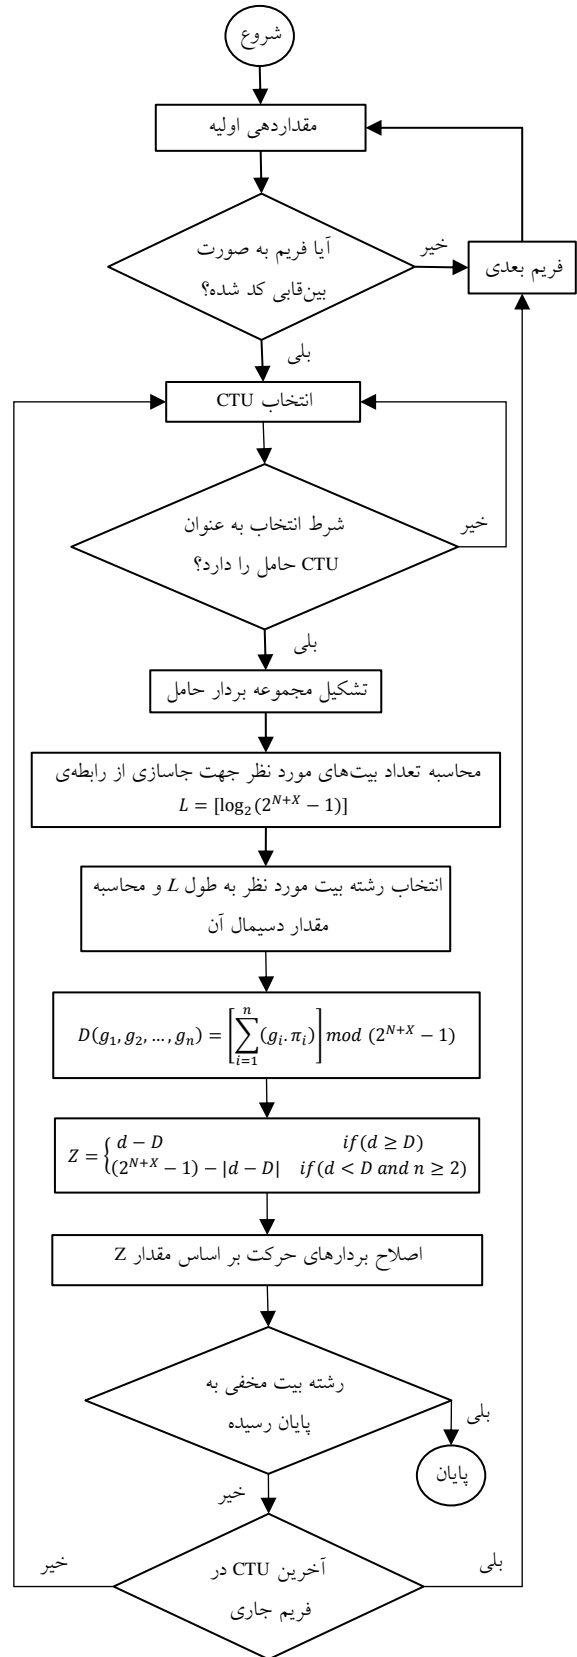 شروع
مقداردهی اولیه
آیا فریم به صورت
بین‌قابی کد شده؟
خیر
فریم بعدی
بلی
انتخاب CTU
شرط انتخاب به عنوان
CTU حامل را دارد؟
خیر
بلی
تشکیل مجموعه بردار حامل
محاسبه تعداد بیت‌های مورد نظر جهت جاسازی از رابطه‌ی
L = [log₂(2^{N+X} − 1)]
انتخاب رشته بیت مورد نظر به طول L و محاسبه
مقدار دسیمال آن
D(g₁, g₂, …, gₙ) = [∑_{i=1}^{n}(g_i. π_i)] mod (2^{N+X} − 1)
Z = { d − D if(d ≥ D)
(2^{N+X} − 1) − |d − D| if(d < D and n ≥ 2)
اصلاح بردارهای حرکت بر اساس مقدار Z
رشته بیت مخفی به
پایان رسیده
بلی
پایان
خیر
آخرین CTU در
فریم جاری
خیر
بلی